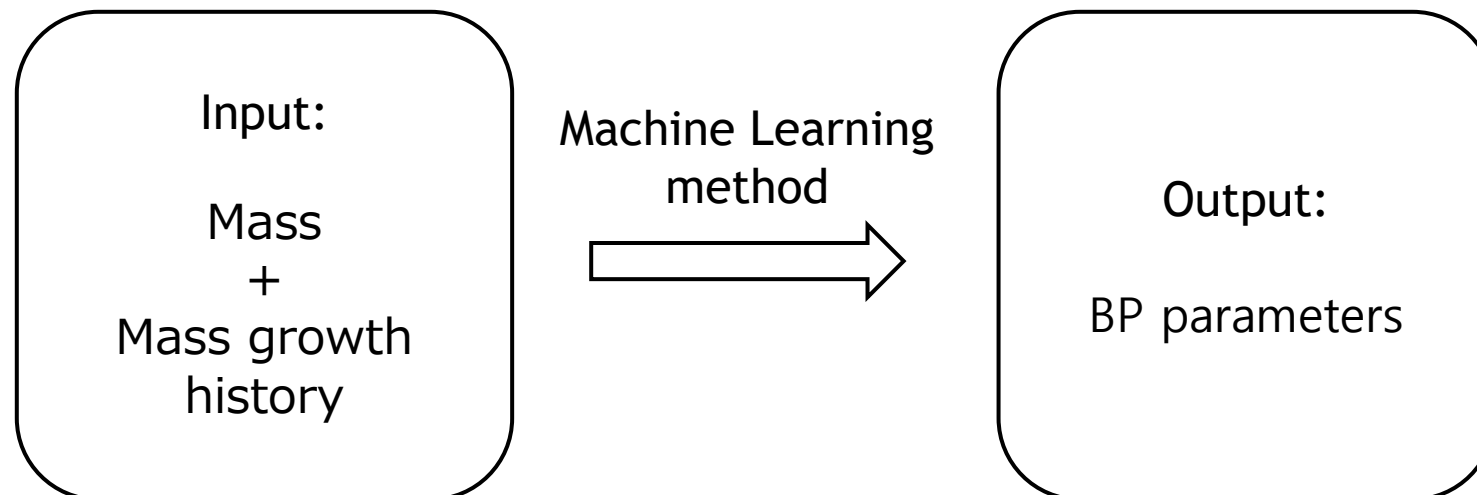 Input:
Mass
+
Mass growth
history
Machine Learning
method
Output:
BP parameters